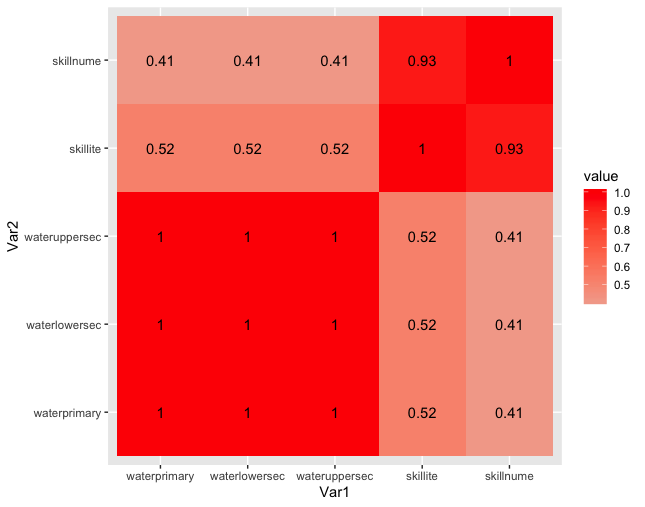 skillnume 0.41 0.41 0.41 0.93 1
skillite 0.52 0.52 0.52 1 0.93
wateruppersec 1 1 1 0.52 0.41
waterlowersec 1 1 1 0.52 0.41
waterprimary 1 1 1 0.52 0.41
waterprimary waterlowersec wateruppersec skillite skillnume
Var1
Var2
value
1.0
0.9
0.8
0.7
0.6
0.5